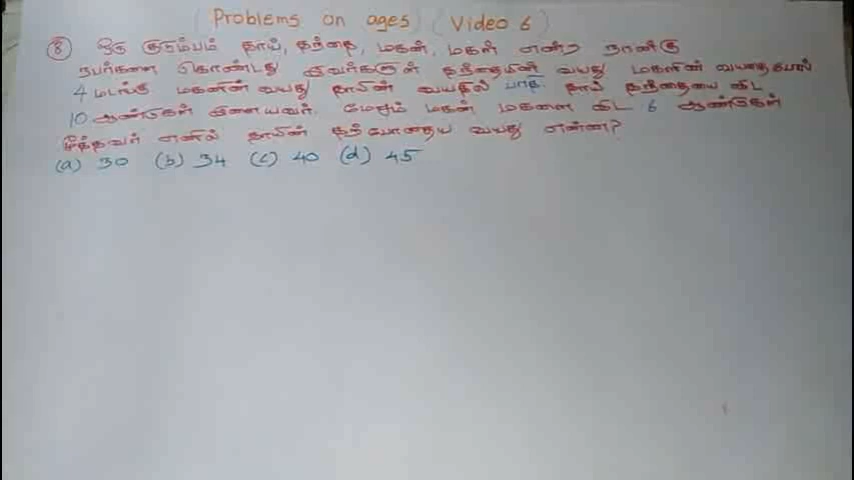 (Problems on ages) (Video 6)
⑧ ஒரு குடும்பம் தாய், தந்தை, மகன், மகள் என்ற நான்கு
நபர்களை கொண்டது இவர்களுள் தந்தையின் வயது மகளின் வயதைபோல்
4 மடங்கு மகனின் வயது தாயின் வயதில் பாதி. தாய் தந்தையை விட
10 ஆண்டுகள் இளையவர். மேலும் மகன் மகளை விட 6 ஆண்டுகள்
மூத்தவர் எனில் தாயின் தற்போதைய வயது என்ன?
(a) 30 (b) 34 (c) 40 (d) 45